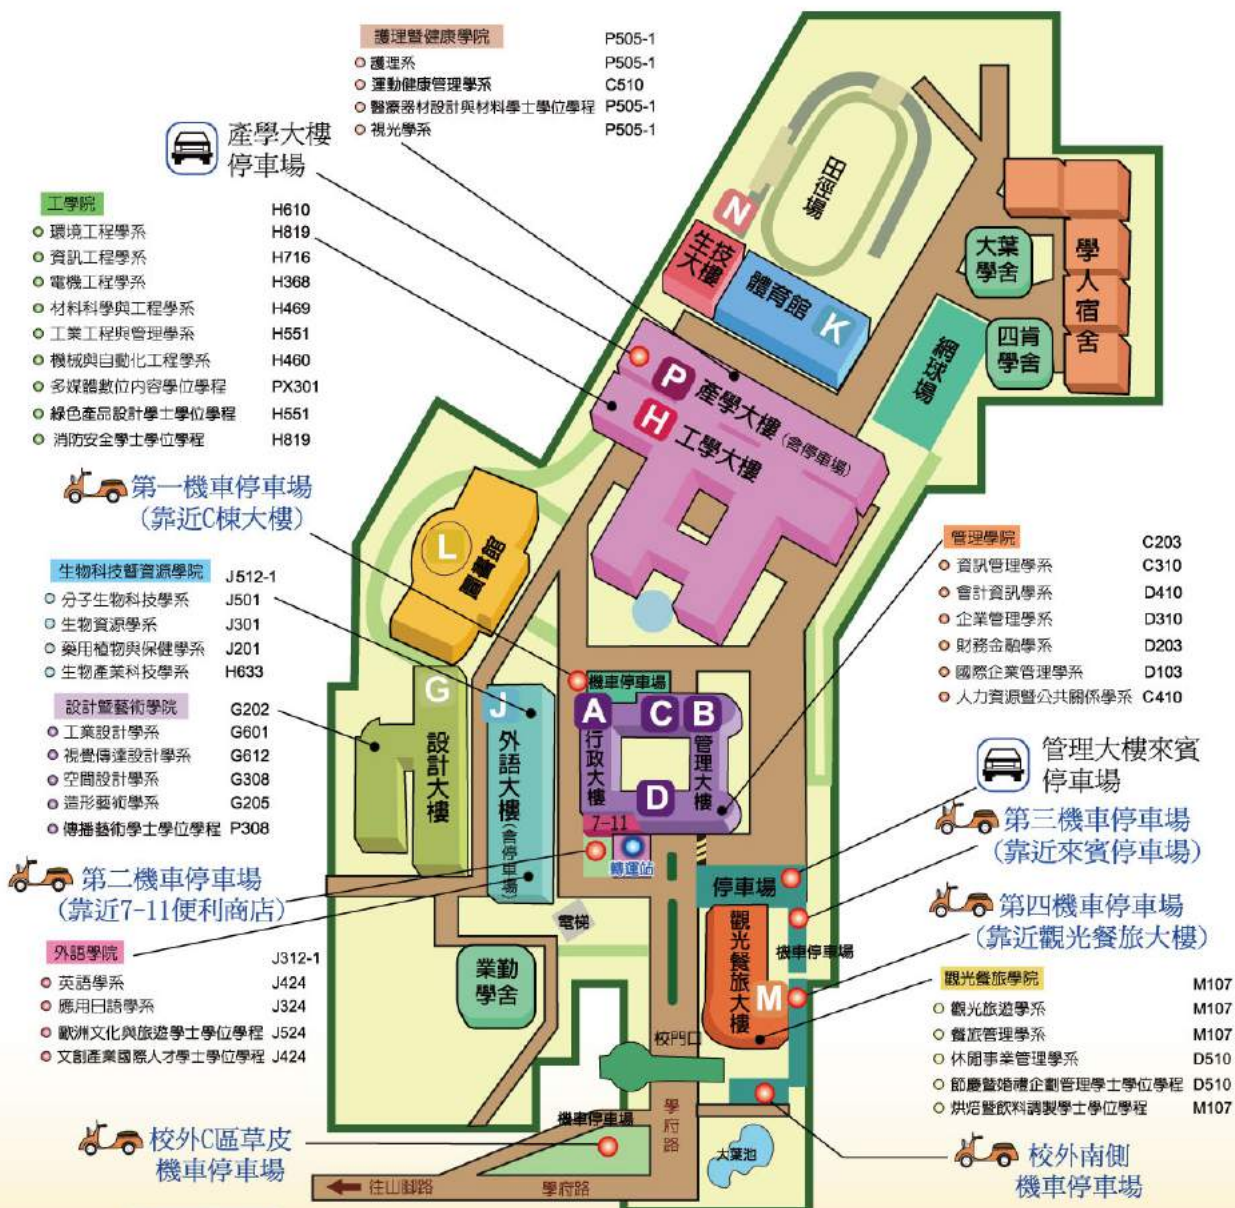 護理暨健康學院 P505-1
護理系 P505-1
運動健康管理學系 C510
醫療器材設計與材料學士學位學程 P505-1
視光學系 P505-1
產學大樓
停車場
工學院 H610
環境工程學系 H819
資訊工程學系 H716
電機工程學系 H368
材料科學與工程學系 H469
工業工程與管理學系 H551
機械與自動化工程學系 H460
多媒體數位內容學位學程 PX301
綠色產品設計學士學位學程 H551
消防安全學士學位學程 H819
第一機車停車場
(靠近C棟大樓)
生物科技暨資源學院 J512-1
分子生物科技學系 J501
生物資源學系 J301
藥用植物與保健學系 J201
生物產業科技學系 H633
設計暨藝術學院 G202
工業設計學系 G601
視覺傳達設計學系 G612
空間設計學系 G308
造形藝術學系 G205
傳播藝術學士學位學程 P308
第二機車停車場
(靠近7-11便利商店)
外語學院 J312-1
英語學系 J424
應用日語學系 J324
歐洲文化與旅遊學士學位學程 J524
文創產業國際人才學士學位學程 J424
校外C區草皮
機車停車場
田徑場
N
生技大樓
體育館 K
大葉學舍
四肯學舍
學人宿舍
網球場
P 產學大樓(含停車場)
H 工學大樓
L 圖書館
G 設計大樓
J 外語大樓(含停車場)
機車停車場
A 行政大樓
C
B 管理大樓
D
7-11
轉運站
電梯
業勤學舍
停車場
觀光餐旅大樓 M
機車停車場
校門口
學府路
機車停車場
大葉池
往山腳路
學府路
管理學院 C203
資訊管理學系 C310
會計資訊學系 D410
企業管理學系 D310
財務金融學系 D203
國際企業管理學系 D103
人力資源暨公共關係學系 C410
管理大樓來賓
停車場
第三機車停車場
(靠近來賓停車場)
第四機車停車場
(靠近觀光餐旅大樓)
觀光餐旅學院 M107
觀光旅遊學系 M107
餐旅管理學系 M107
休閒事業管理學系 D510
節慶暨婚禮企劃管理學士學位學程 D510
烘焙暨飲料調製學士學位學程 M107
校外南側
機車停車場